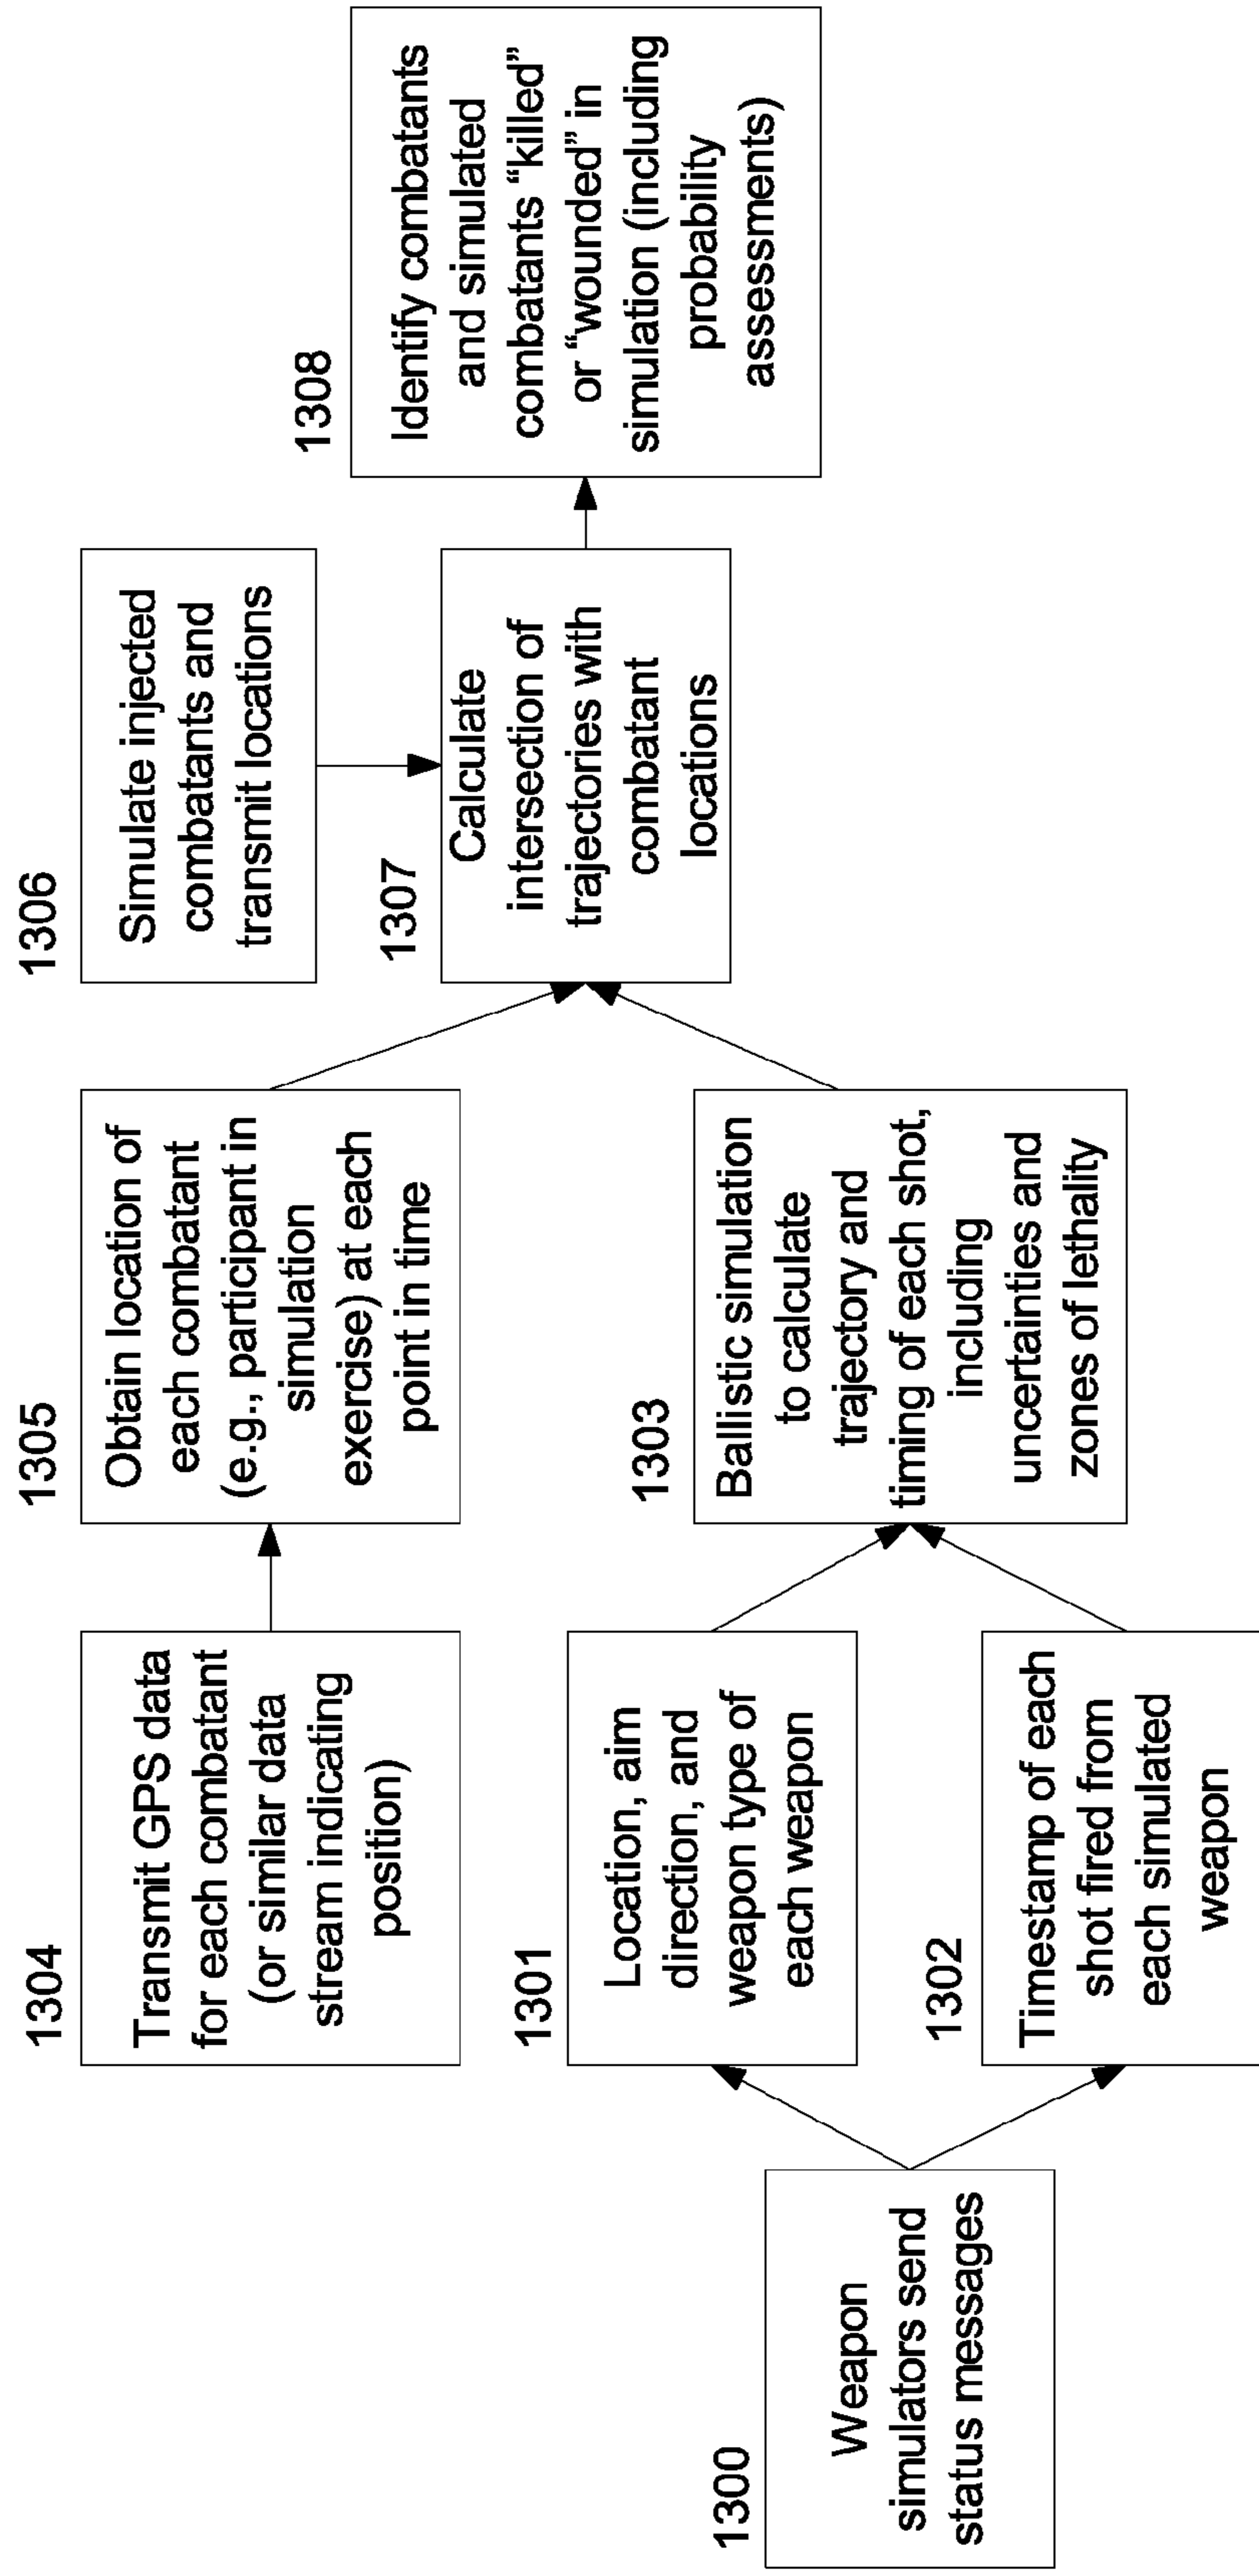 1304
Transmit GPS data
for each combatant
(or similar data
stream indicating
position)
1305
Obtain location of
each combatant
(e.g., participant in
simulation
exercise) at each
point in time
1306
Simulate injected
combatants and
transmit locations
1307
Calculate
intersection of
trajectories with
combatant
locations
1308
Identify combatants
and simulated
combatants “killed”
or “wounded” in
simulation (including
probability
assessments)
1300
Weapon
simulators send
status messages
1301
Location, aim
direction, and
weapon type of
each weapon
1302
Timestamp of each
shot fired from
each simulated
weapon
1303
Ballistic simulation
to calculate
trajectory and
timing of each shot,
including
uncertainties and
zones of lethality